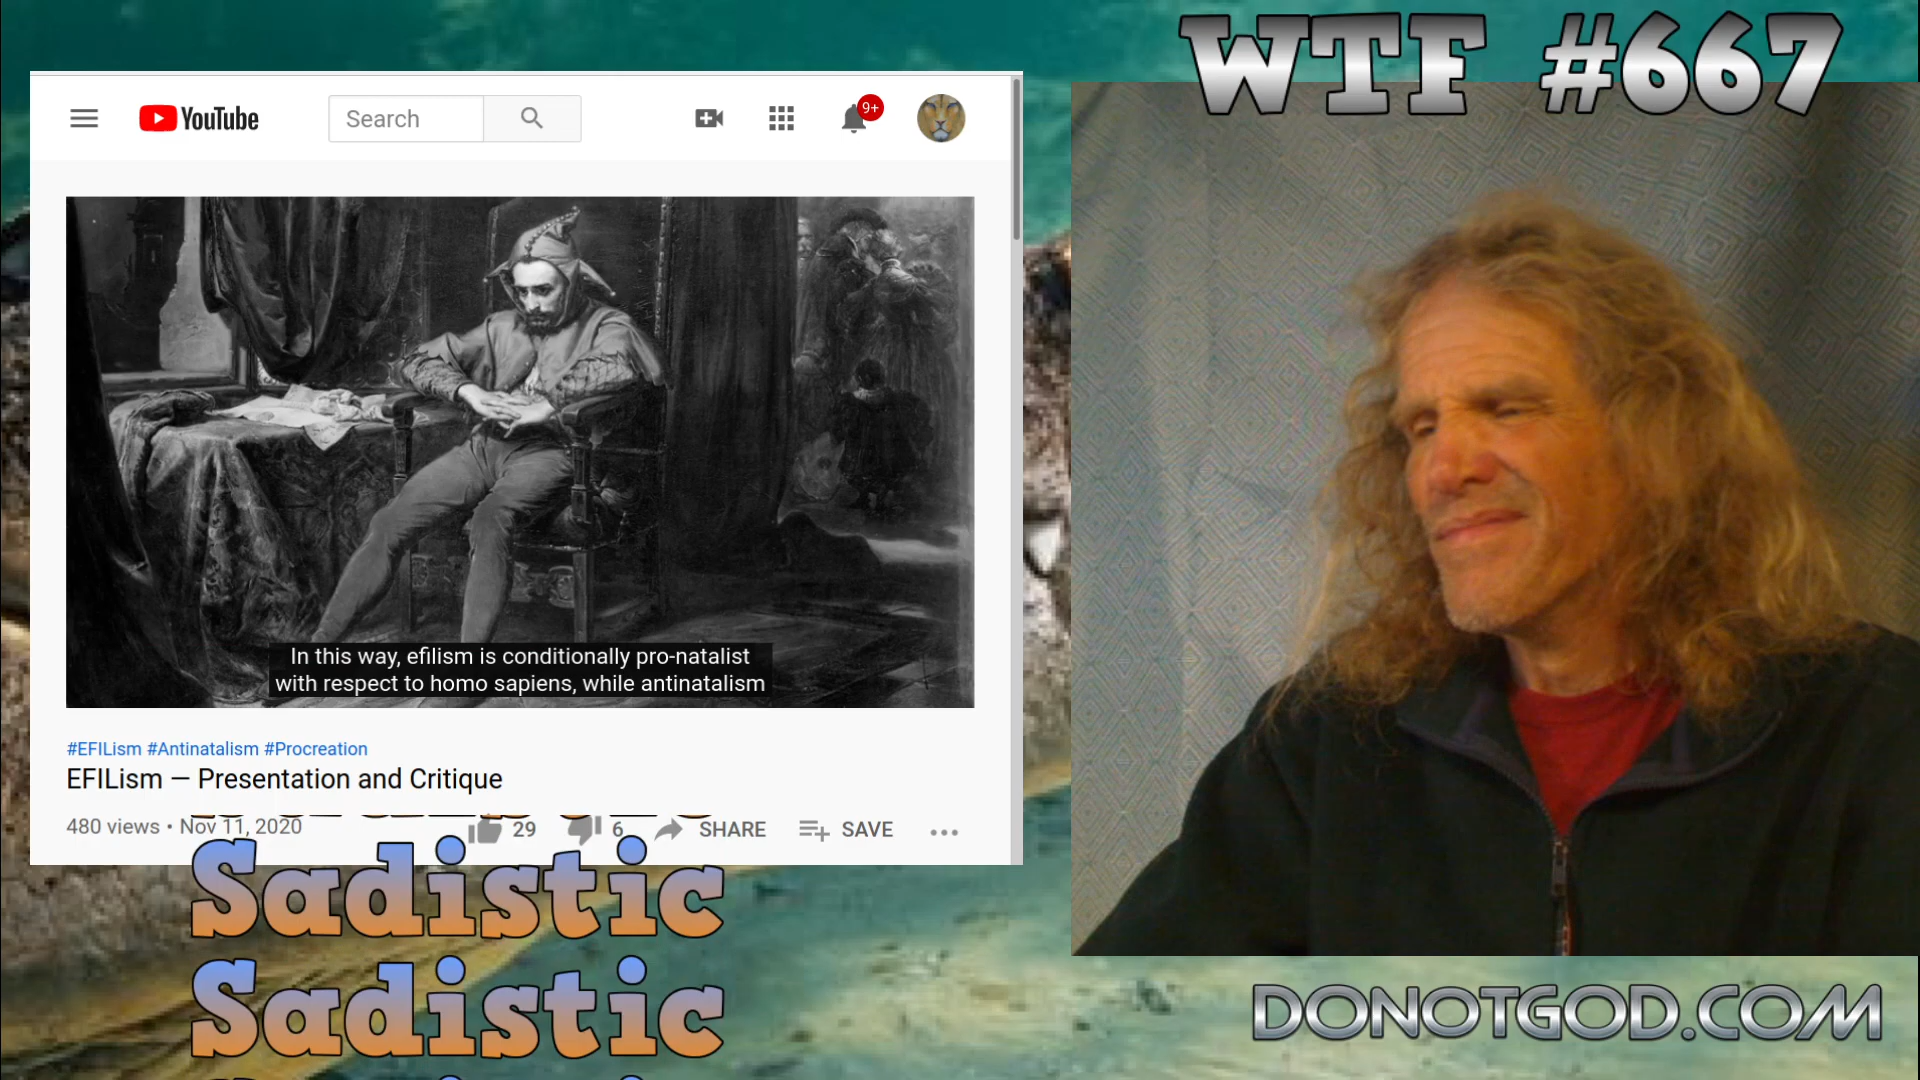 WTF #667
YouTube
Search
9+
In this way, efilism is conditionally pro-natalist
with respect to homo sapiens, while antinatalism
#EFILism #Antinatalism #Procreation
EFILism — Presentation and Critique
480 views • Nov 11, 2020
29
6
SHARE
SAVE
Sadistic
Sadistic
DONOTGOD.COM